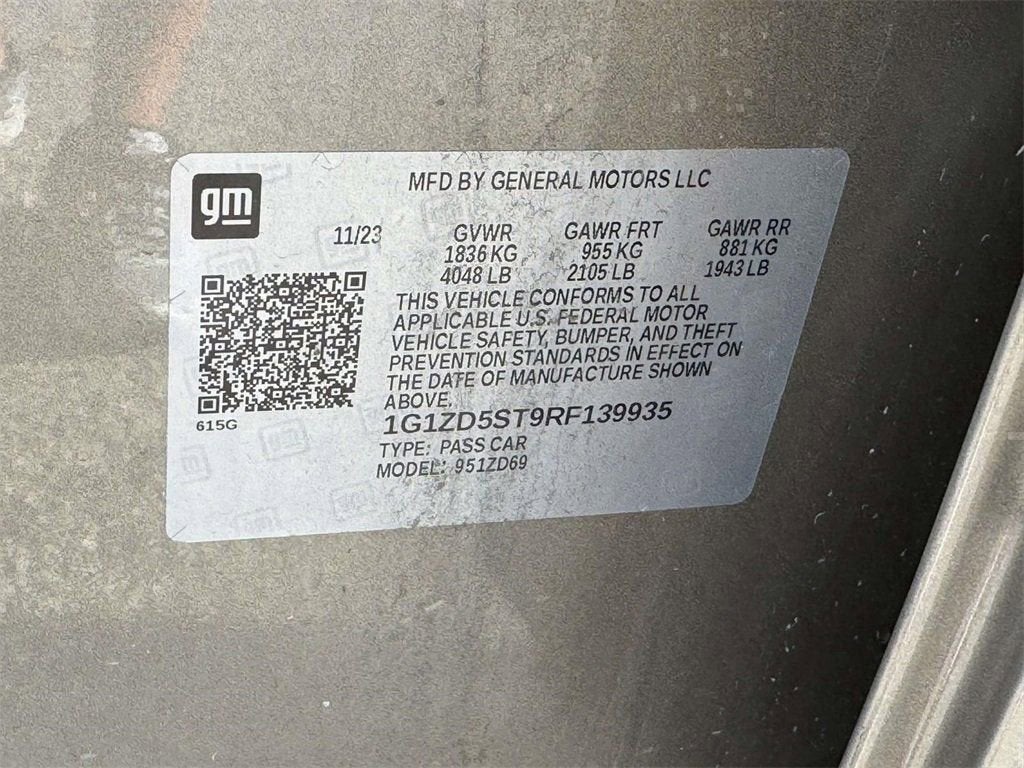 gm
MFD BY GENERAL MOTORS LLC
11/23 GVWR GAWR FRT GAWR RR
1836 KG 955 KG 881 KG
4048 LB 2105 LB 1943 LB
THIS VEHICLE CONFORMS TO ALL
APPLICABLE U.S. FEDERAL MOTOR
VEHICLE SAFETY, BUMPER, AND THEFT
PREVENTION STANDARDS IN EFFECT ON
THE DATE OF MANUFACTURE SHOWN
ABOVE.
615G
1G1ZD5ST9RF139935
TYPE: PASS CAR
MODEL: 951ZD69